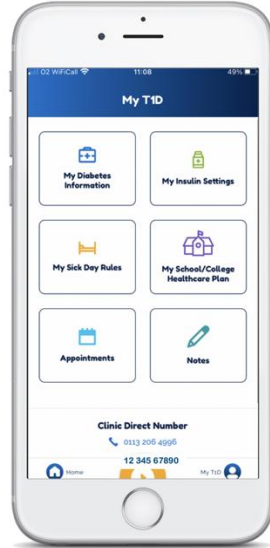 O2 WiFiCall 11:08 49%
My T1D
My Diabetes
Information
My Insulin Settings
My Sick Day Rules
My School/College
Healthcare Plan
Appointments
Notes
Clinic Direct Number
0113 206 4996
12 345 67890
Home
My T1D